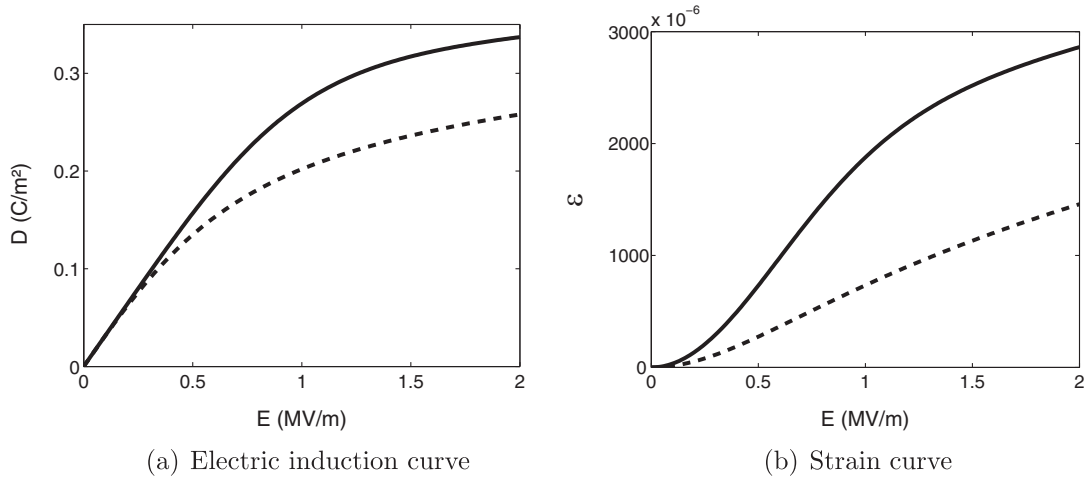 0.3
0.2
0.1
0
D (C/m²)
0 0.5 1 1.5 2
E (MV/m)
(a) Electric induction curve
x 10⁻⁶
3000
2000
1000
0
ε
0 0.5 1 1.5 2
E (MV/m)
(b) Strain curve